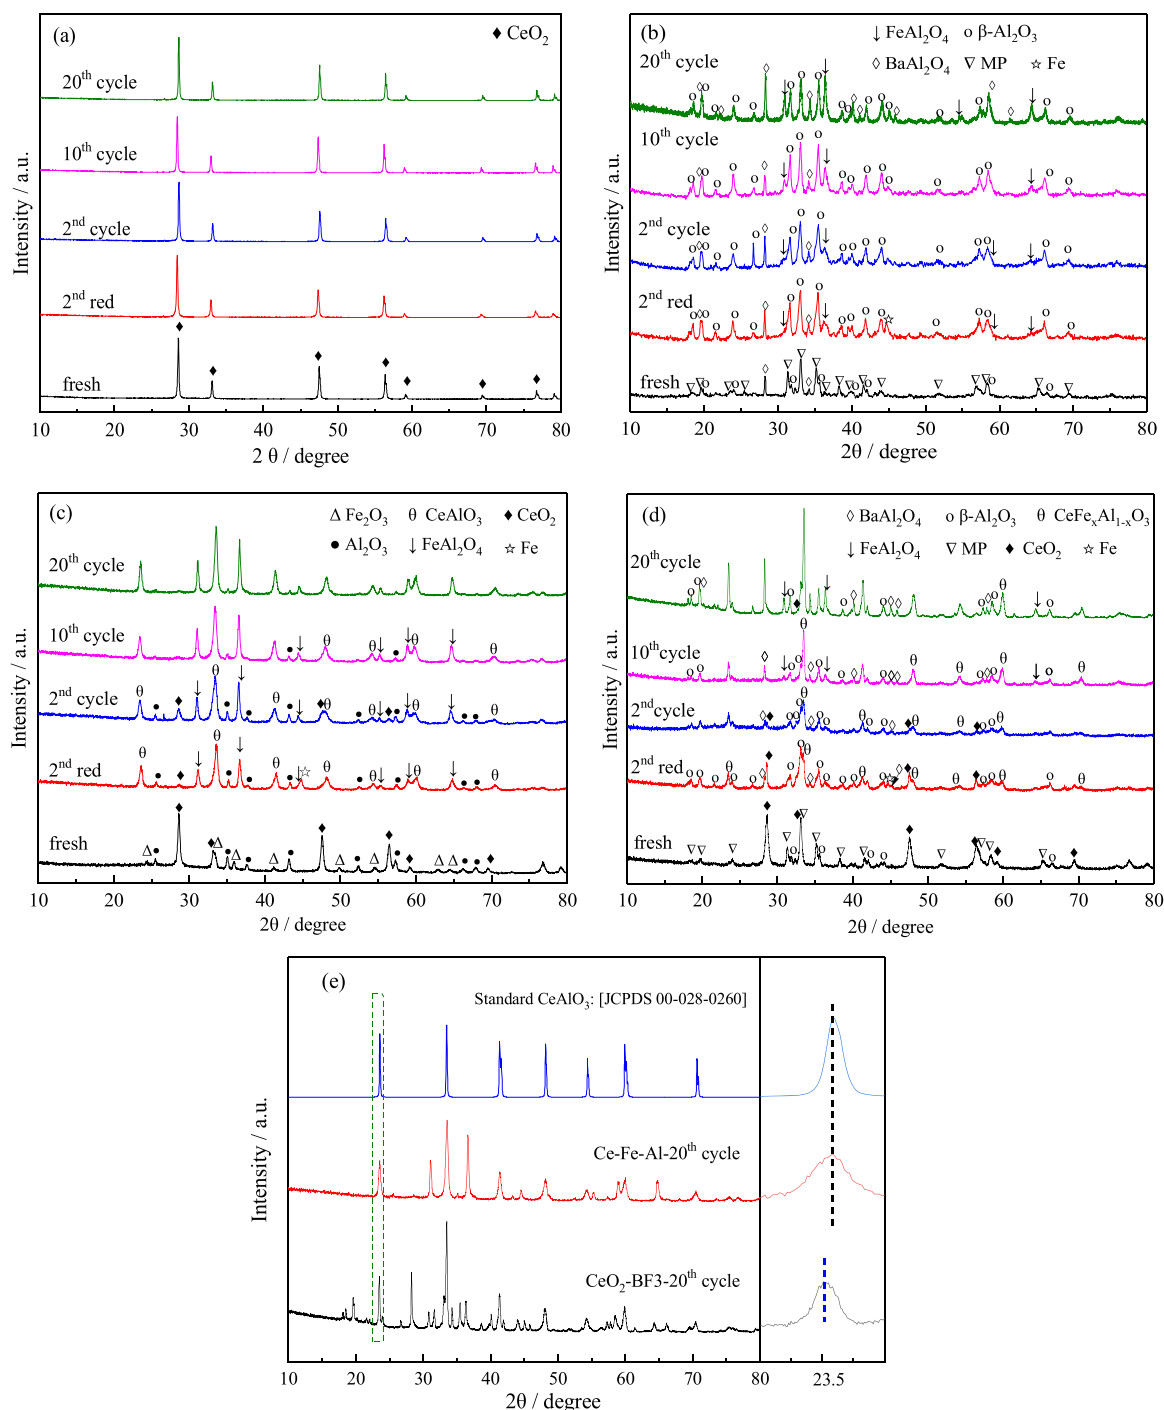 (a)
♦ CeO₂
20ᵗʰ cycle
10ᵗʰ cycle
2ⁿᵈ cycle
2ⁿᵈ red
fresh
Intensity / a.u.
10 20 30 40 50 60 70 80
2 θ / degree
(b)
↓ FeAl₂O₄ o β-Al₂O₃
◊ BaAl₂O₄ ∇ MP ☆ Fe
20ᵗʰ cycle
10ᵗʰ cycle
2ⁿᵈ cycle
2ⁿᵈ red
fresh
Intensity / a.u.
10 20 30 40 50 60 70 80
2θ / degree
(c)
Δ Fe₂O₃ θ CeAlO₃ ♦ CeO₂
● Al₂O₃ ↓ FeAl₂O₄ ☆ Fe
20ᵗʰ cycle
10ᵗʰ cycle
2ⁿᵈ cycle
2ⁿᵈ red
fresh
Intensity / a.u.
10 20 30 40 50 60 70 80
2θ / degree
(d)
◊ BaAl₂O₄ o β-Al₂O₃ θ CeFeₓAl₁₋ₓO₃
↓ FeAl₂O₄ ∇ MP ♦ CeO₂ ☆ Fe
20ᵗʰcycle
10ᵗʰcycle
2ⁿᵈcycle
2ⁿᵈ red
fresh
Intensity / a.u.
10 20 30 40 50 60 70 80
2θ / degree
(e)
Standard CeAlO₃: [JCPDS 00-028-0260]
Ce-Fe-Al-20ᵗʰ cycle
CeO₂-BF3-20ᵗʰ cycle
Intensity / a.u.
10 20 30 40 50 60 70 80 23.5
2θ / degree